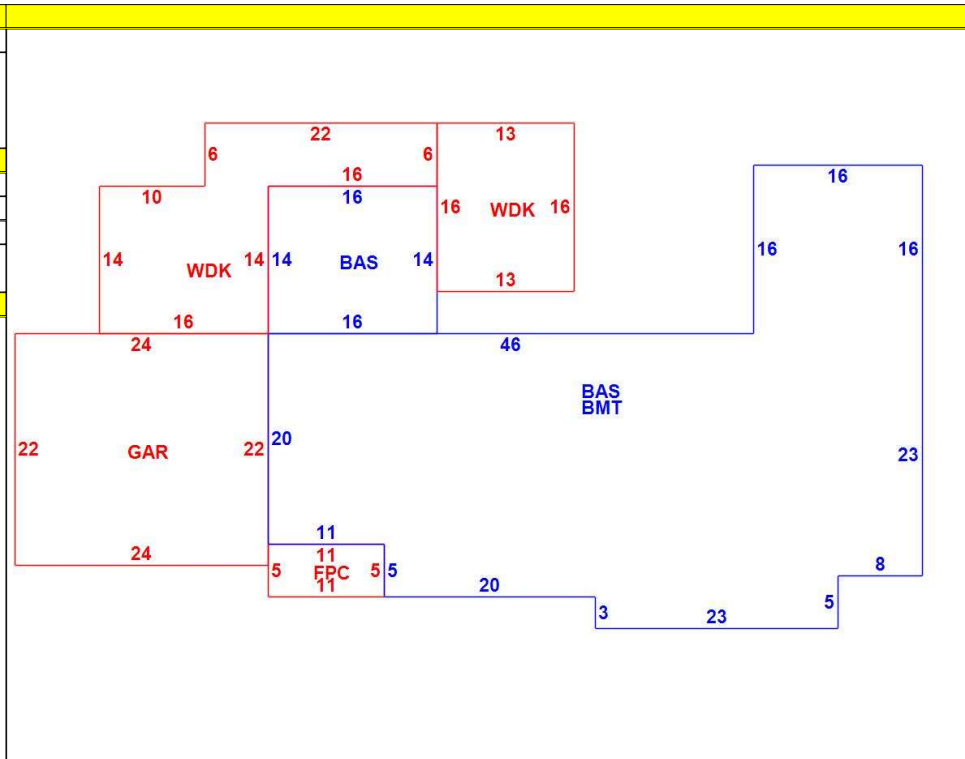 22 13
6 6
16
10 16 16
16 WDK 16
14 WDK 14 14 BAS 14 16 16
13
16 16
24 46
BAS
BMT
22 GAR 22 20 23
11
24 11
5 FPC 5 5 8
11 20
3 23 5